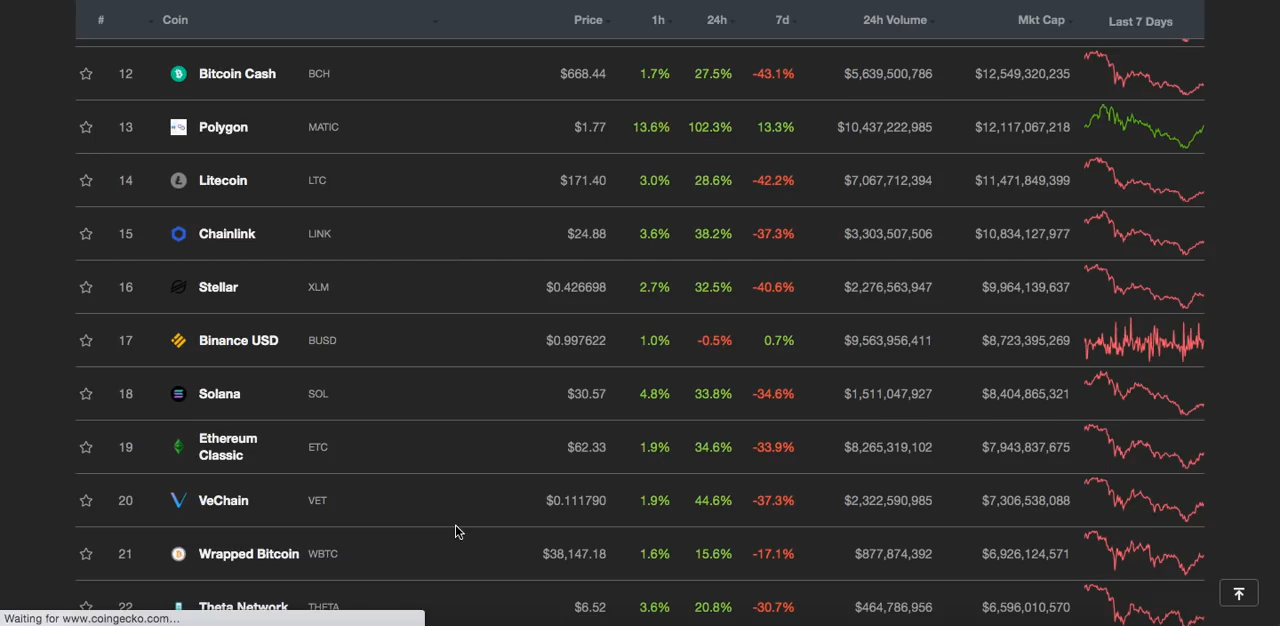 # Coin Price 1h 24h 7d 24h Volume Mkt Cap Last 7 Days
12 Bitcoin Cash BCH $668.44 1.7% 27.5% -43.1% $5,639,500,786 $12,549,320,235
13 Polygon MATIC $1.77 13.6% 102.3% 13.3% $10,437,222,985 $12,117,067,218
14 Litecoin LTC $171.40 3.0% 28.6% -42.2% $7,067,712,394 $11,471,849,399
15 Chainlink LINK $24.88 3.6% 38.2% -37.3% $3,303,507,506 $10,834,127,977
16 Stellar XLM $0.426698 2.7% 32.5% -40.6% $2,276,563,947 $9,964,139,637
17 Binance USD BUSD $0.997622 1.0% -0.5% 0.7% $9,563,956,411 $8,723,395,269
18 Solana SOL $30.57 4.8% 33.8% -34.6% $1,511,047,927 $8,404,865,321
19 Ethereum Classic ETC $62.33 1.9% 34.6% -33.9% $8,265,319,102 $7,943,837,675
20 VeChain VET $0.111790 1.9% 44.6% -37.3% $2,322,590,985 $7,306,538,088
21 Wrapped Bitcoin WBTC $38,147.18 1.6% 15.6% -17.1% $877,874,392 $6,926,124,571
22 Theta Network THETA $6.52 3.6% 20.8% -30.7% $464,786,956 $6,596,010,570
Waiting for www.coingecko.com...